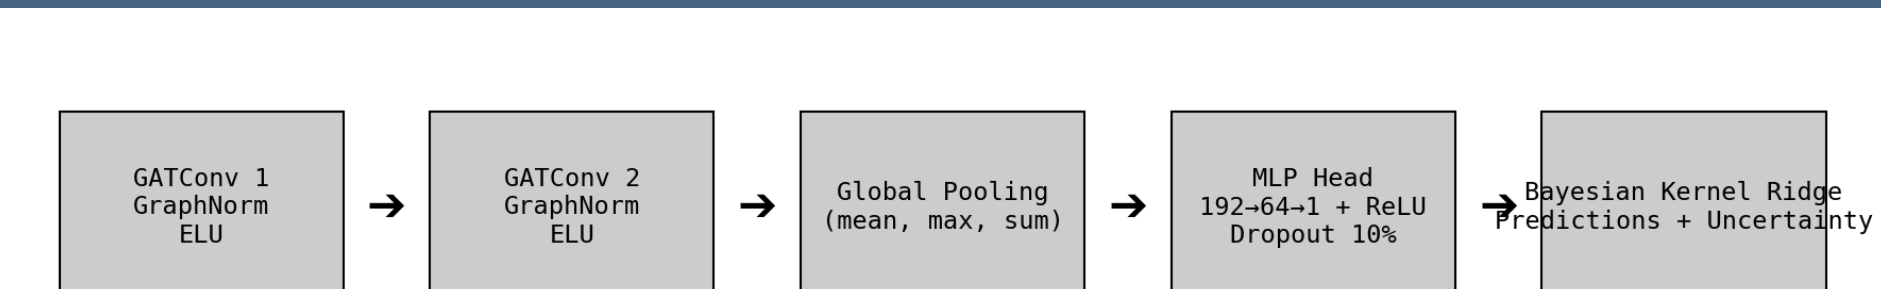 GATConv 1
GraphNorm
ELU
➔
GATConv 2
GraphNorm
ELU
➔
Global Pooling
(mean, max, sum)
➔
MLP Head
192→64→1 + ReLU
Dropout 10%
➔
Bayesian Kernel Ridge
Predictions + Uncertainty